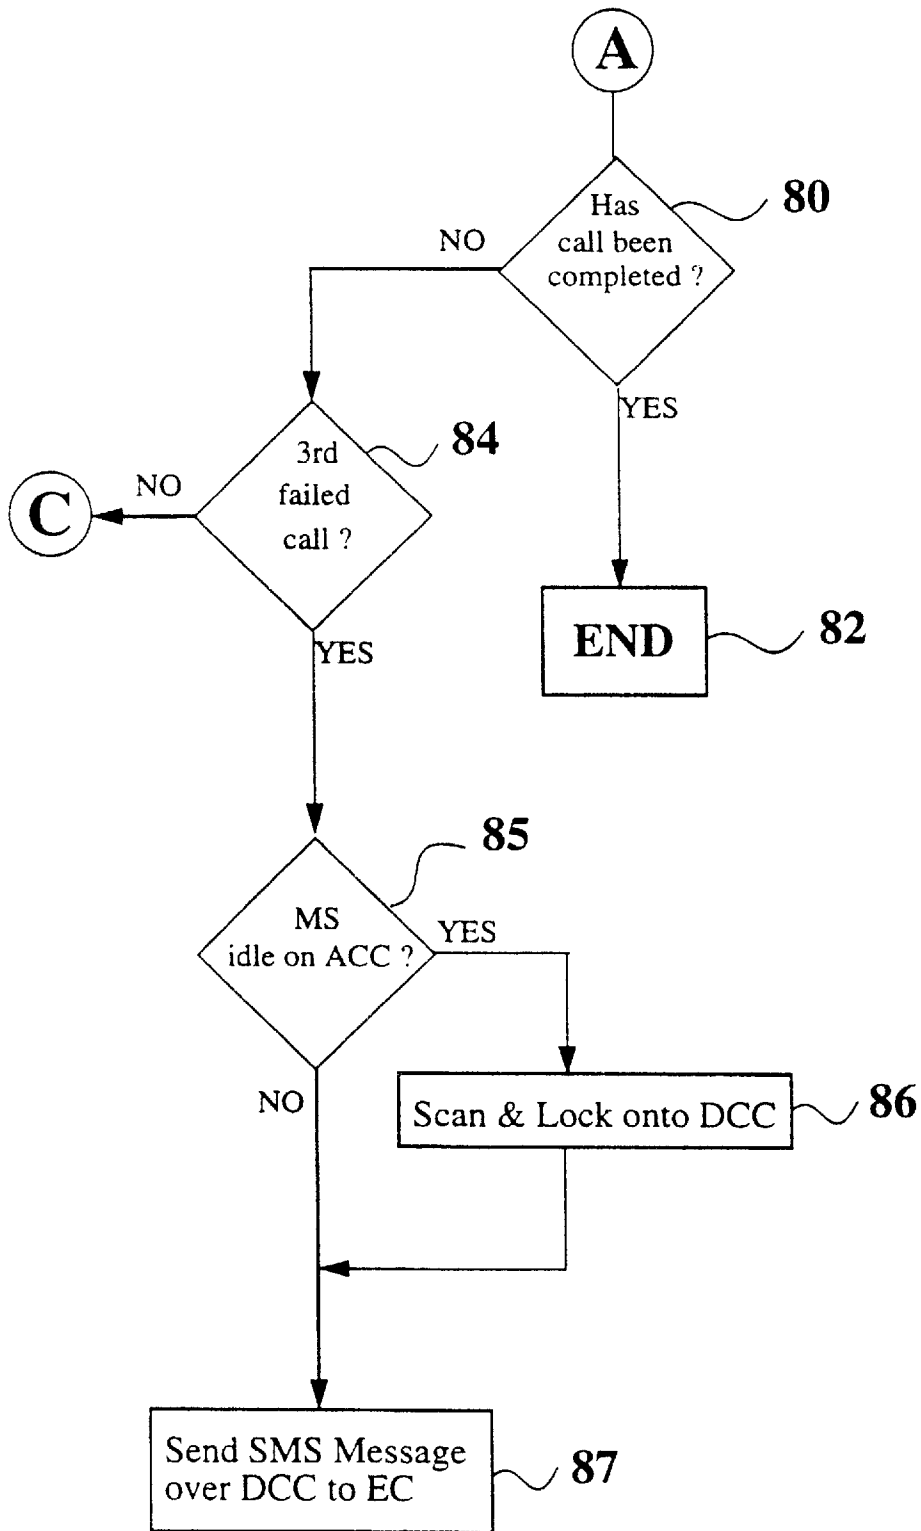 A
Has
call been
completed ?
80
NO
YES
3rd
failed
call ?
84
NO
C
END
82
YES
85
MS
idle on ACC ?
YES
NO
Scan & Lock onto DCC
86
Send SMS Message
over DCC to EC
87